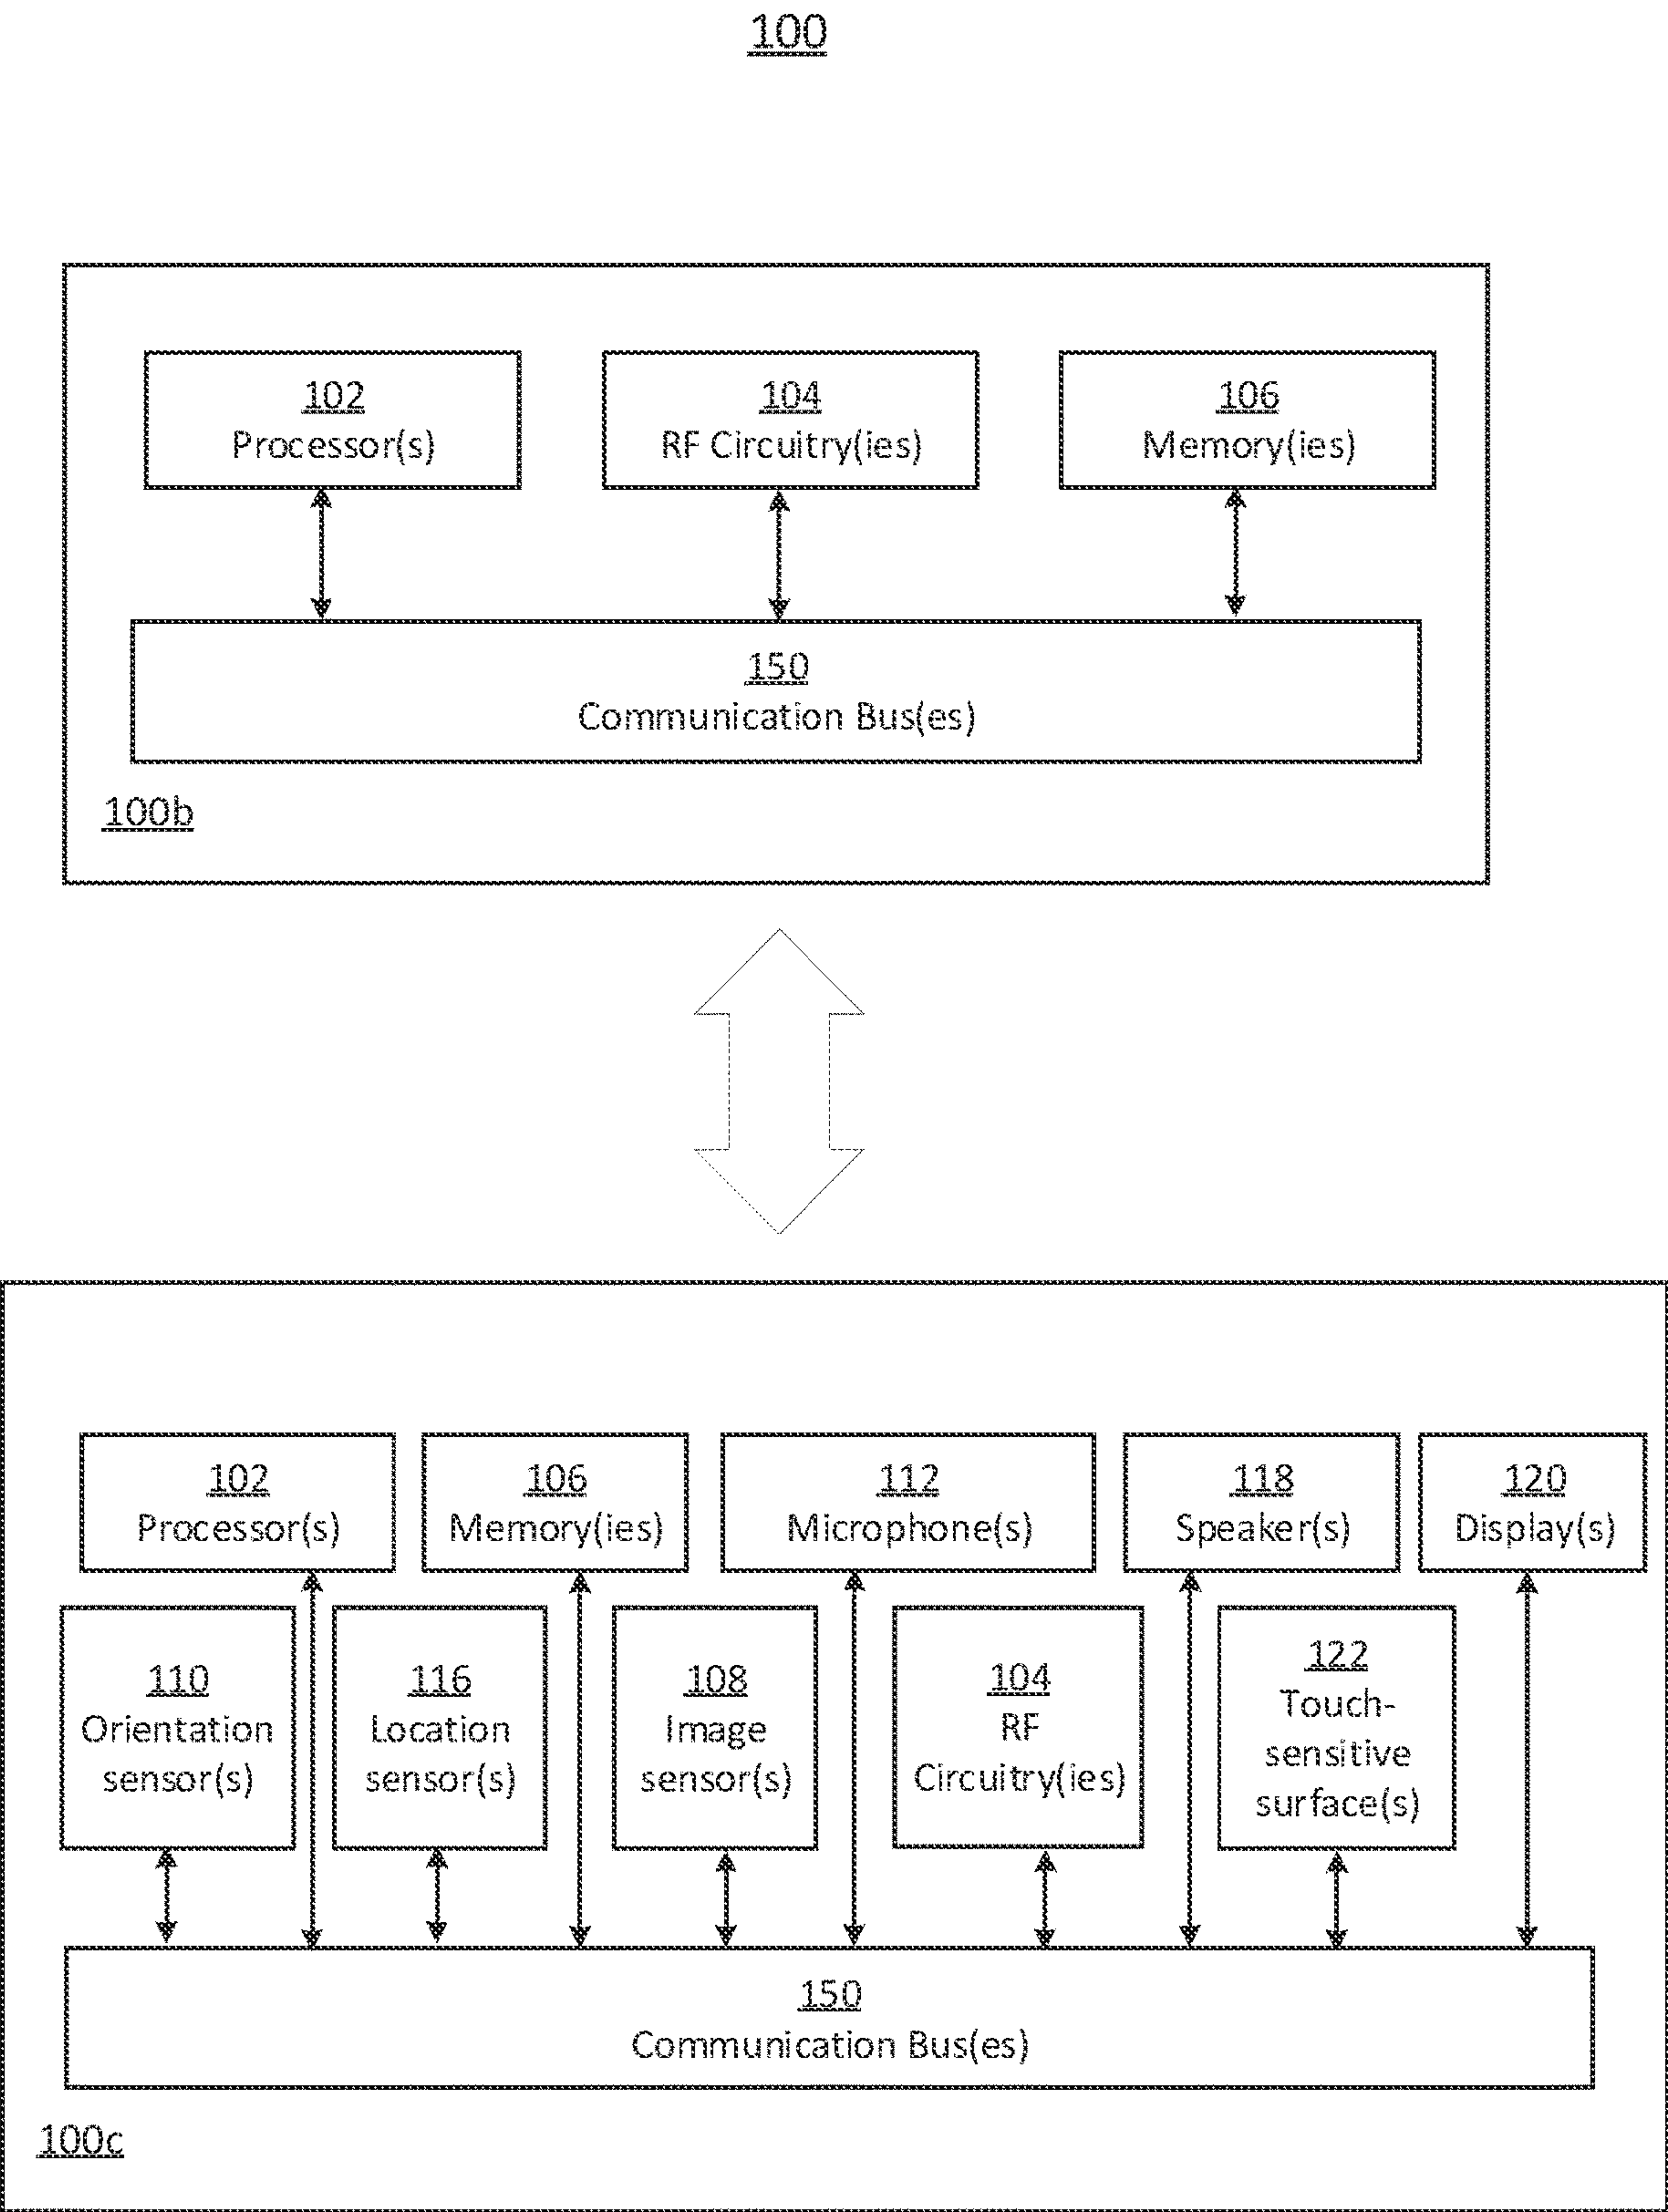 100
102
Processor(s)
104
RF Circuitry(ies)
106
Memory(ies)
150
Communication Bus(es)
100b
102
Processor(s)
106
Memory(ies)
112
Microphone(s)
118
Speaker(s)
120
Display(s)
110
Orientation
sensor(s)
116
Location
sensor(s)
108
Image
sensor(s)
104
RF
Circuitry(ies)
122
Touch-
sensitive
surface(s)
150
Communication Bus(es)
100c